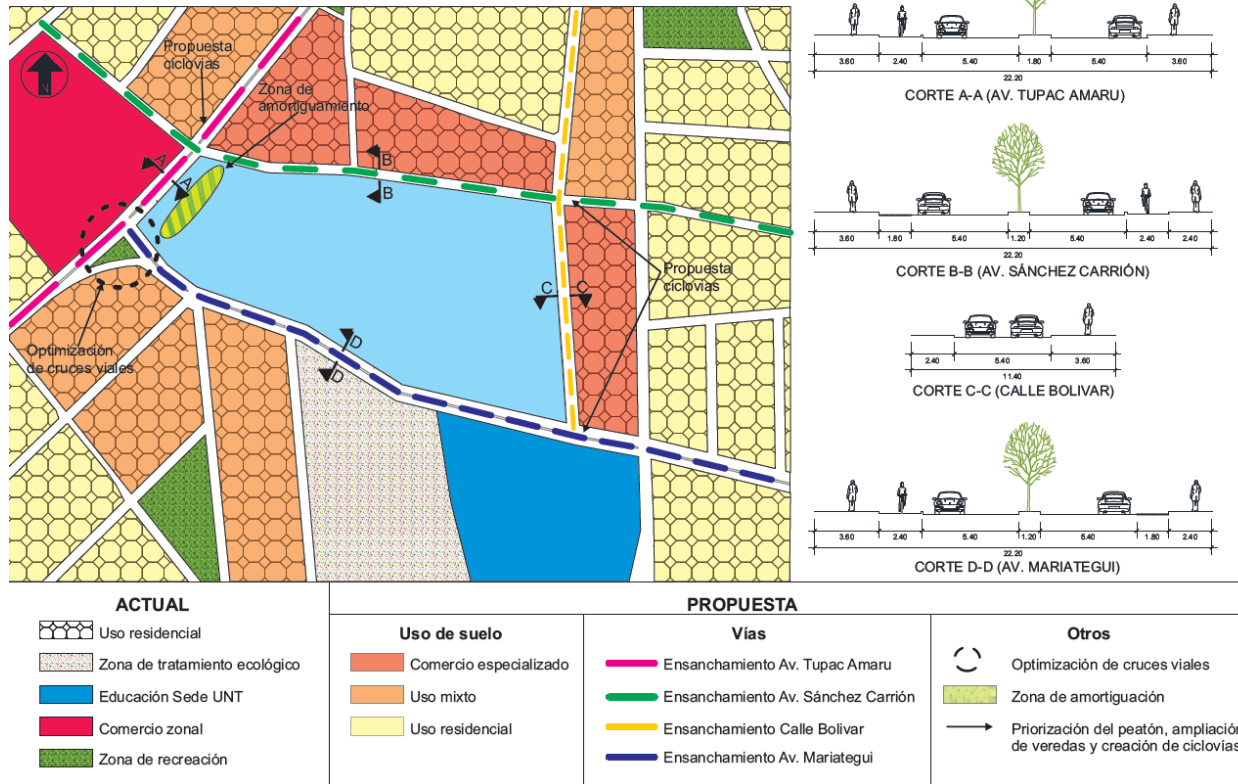 Propuesta
ciclovias
Zona de
amortiguamiento
N
A
A
B
B
C
C
D
D
Propuesta
ciclovias
Optimización
de cruces viales
3.60 2.40 5.40 1.80 5.40 3.60
22.20
CORTE A-A (AV. TUPAC AMARU)
3.60 1.80 5.40 1.20 5.40 2.40 2.40
22.20
CORTE B-B (AV. SÁNCHEZ CARRIÓN)
2.40 5.40 3.60
11.40
CORTE C-C (CALLE BOLIVAR)
3.60 2.40 5.40 1.20 5.40 1.80 2.40
22.20
CORTE D-D (AV. MARIATEGUI)
ACTUAL
Uso residencial
Zona de tratamiento ecológico
Educación Sede UNT
Comercio zonal
Zona de recreación
PROPUESTA
Uso de suelo
Comercio especializado
Uso mixto
Uso residencial
Vías
Ensanchamiento Av. Tupac Amaru
Ensanchamiento Av. Sánchez Carrión
Ensanchamiento Calle Bolivar
Ensanchamiento Av. Mariategui
Otros
Optimización de cruces viales
Zona de amortiguación
Priorización del peatón, ampliación
de veredas y creación de ciclovías